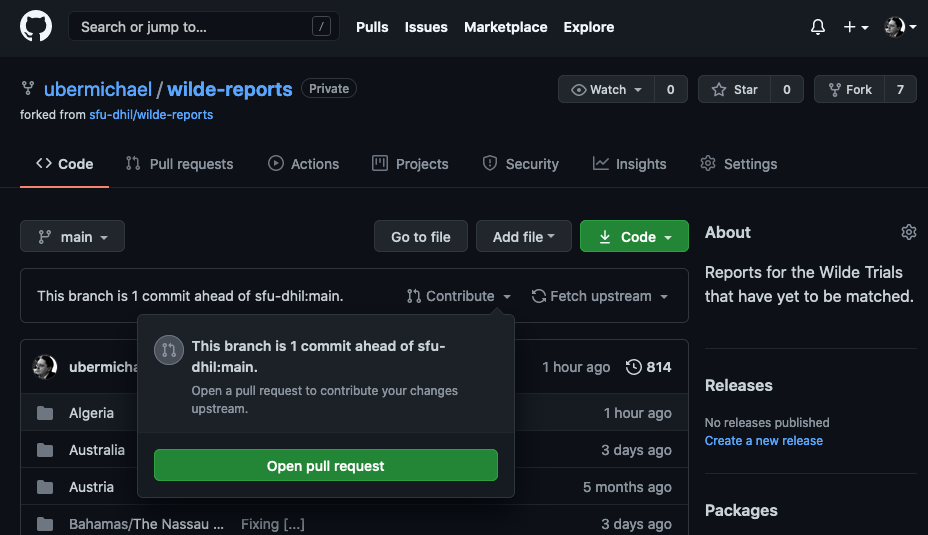 Search or jump to... /
Pulls Issues Marketplace Explore
ubermichael / wilde-reports Private
Watch 0 Star 0 Fork 7
forked from sfu-dhil/wilde-reports
Code Pull requests Actions Projects Security Insights Settings
main Go to file Add file Code
About
Reports for the Wilde Trials
that have yet to be matched.
This branch is 1 commit ahead of sfu-dhil:main. Contribute Fetch upstream
This branch is 1 commit ahead of sfu-
dhil:main.
Open a pull request to contribute your changes
upstream.
Open pull request
ubermicha 1 hour ago 814
Algeria 1 hour ago
Australia 3 days ago
Austria 5 months ago
Bahamas/The Nassau ... Fixing [...] 3 days ago
Releases
No releases published
Create a new release
Packages